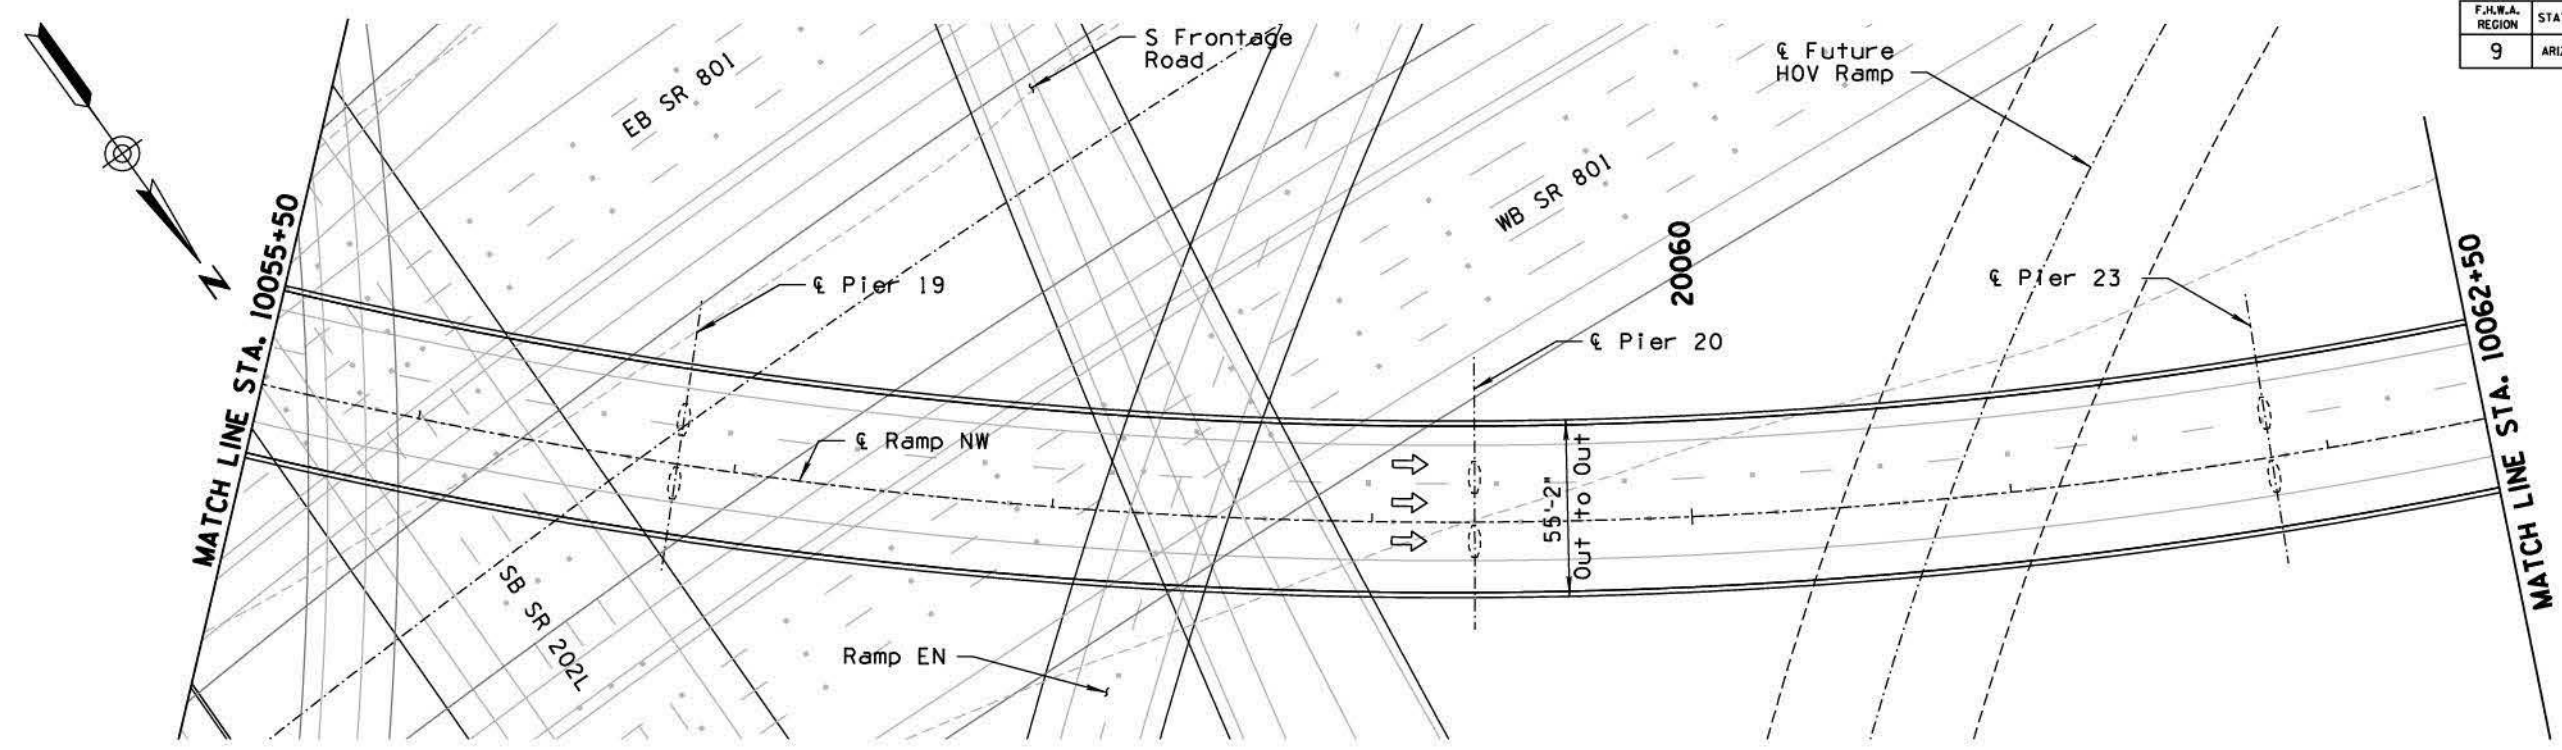 F.H.W.A.
REGION
9
S Frontage
Road
EB SR 801
℄ Future
HOV Ramp
WB SR 801
20060
N
MATCH LINE STA. 10055+50
℄ Pier 19
℄ Pier 23
℄ Pier 20
MATCH LINE STA. 10062+50
℄ Ramp NW
55'-2"
Out to Out
SB SR 202L
Ramp EN